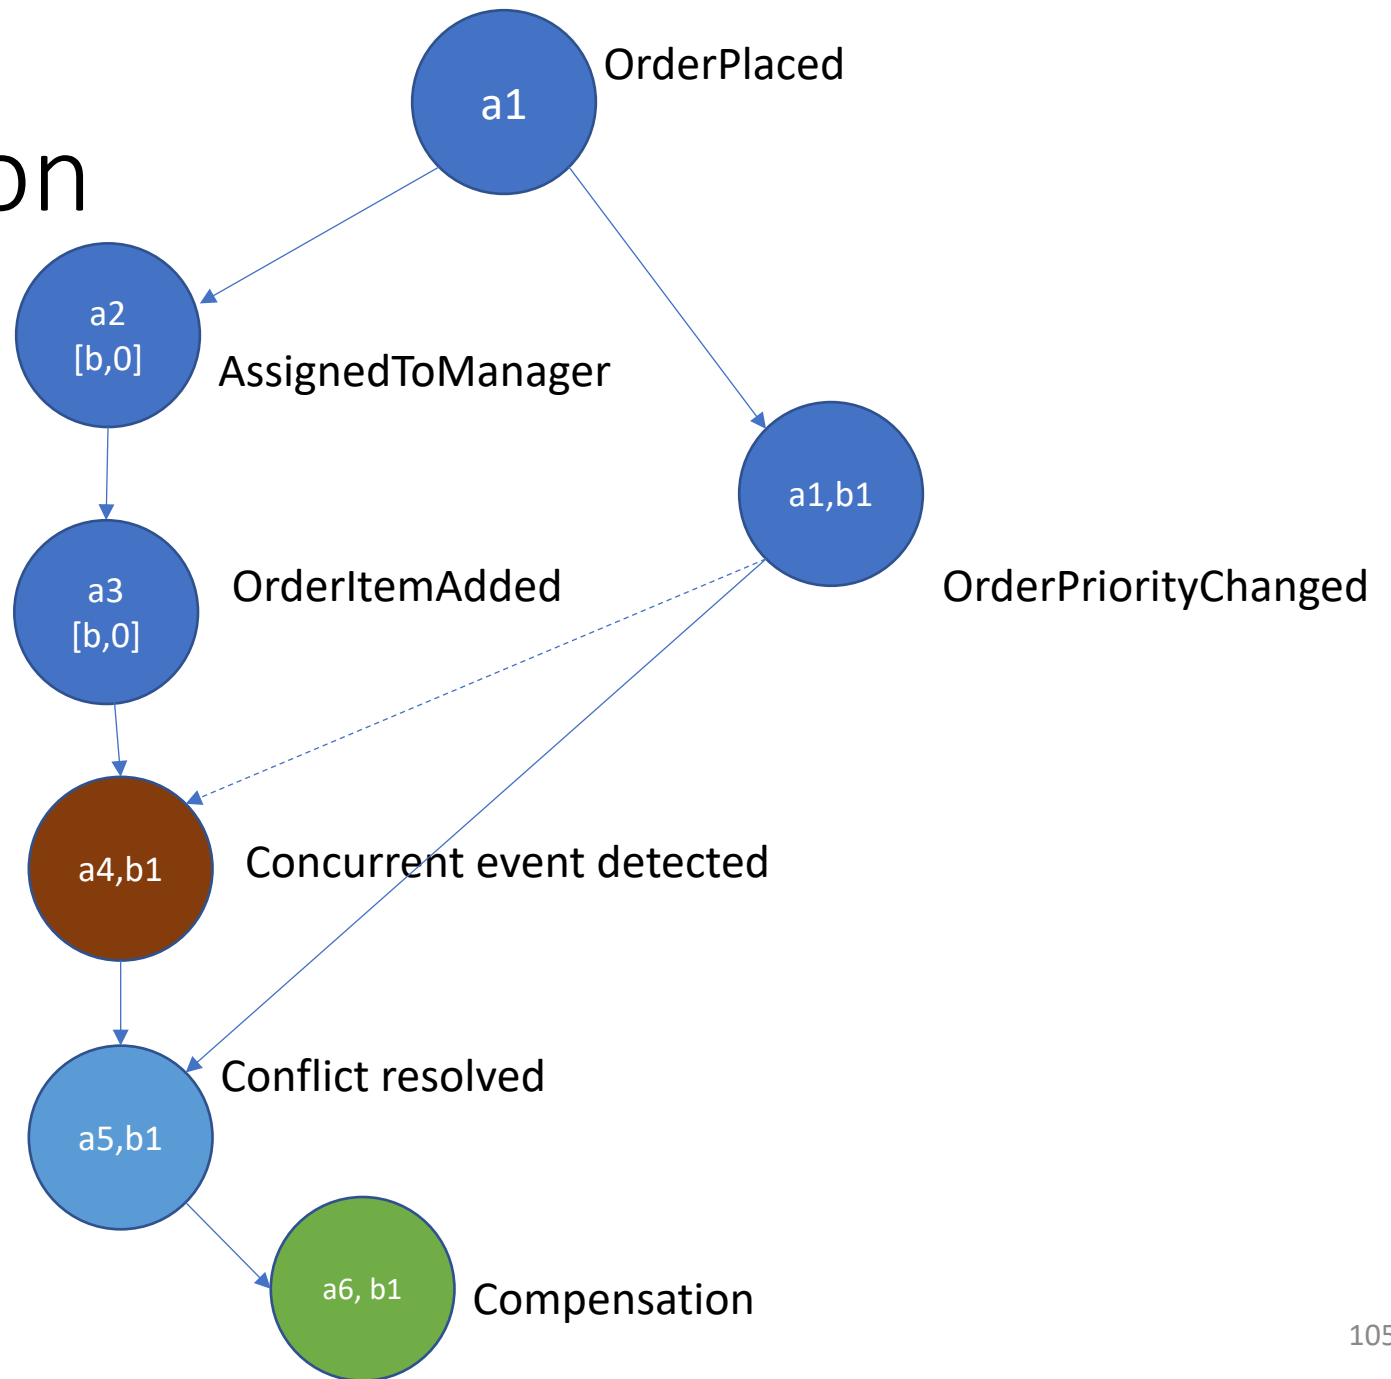 OrderPlaced
a1
on
a2
[b,0]
AssignedToManager
a1,b1
a3
[b,0]
OrderItemAdded
OrderPriorityChanged
a4,b1
Concurrent event detected
Conflict resolved
a5,b1
a6, b1
Compensation
105